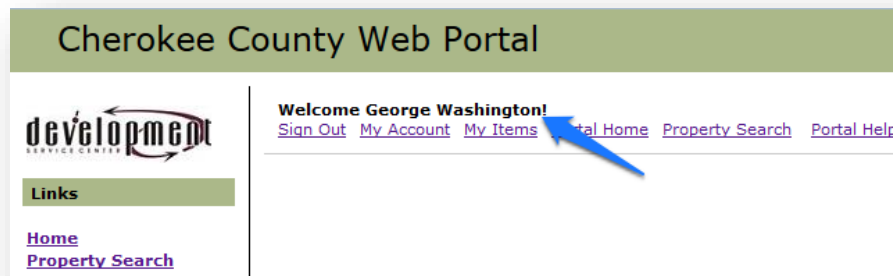 Cherokee County Web Portal
development
SERVICE CENTER
Welcome George Washington!
Sign Out My Account My Items Portal Home Property Search Portal Help
Links
Home
Property Search